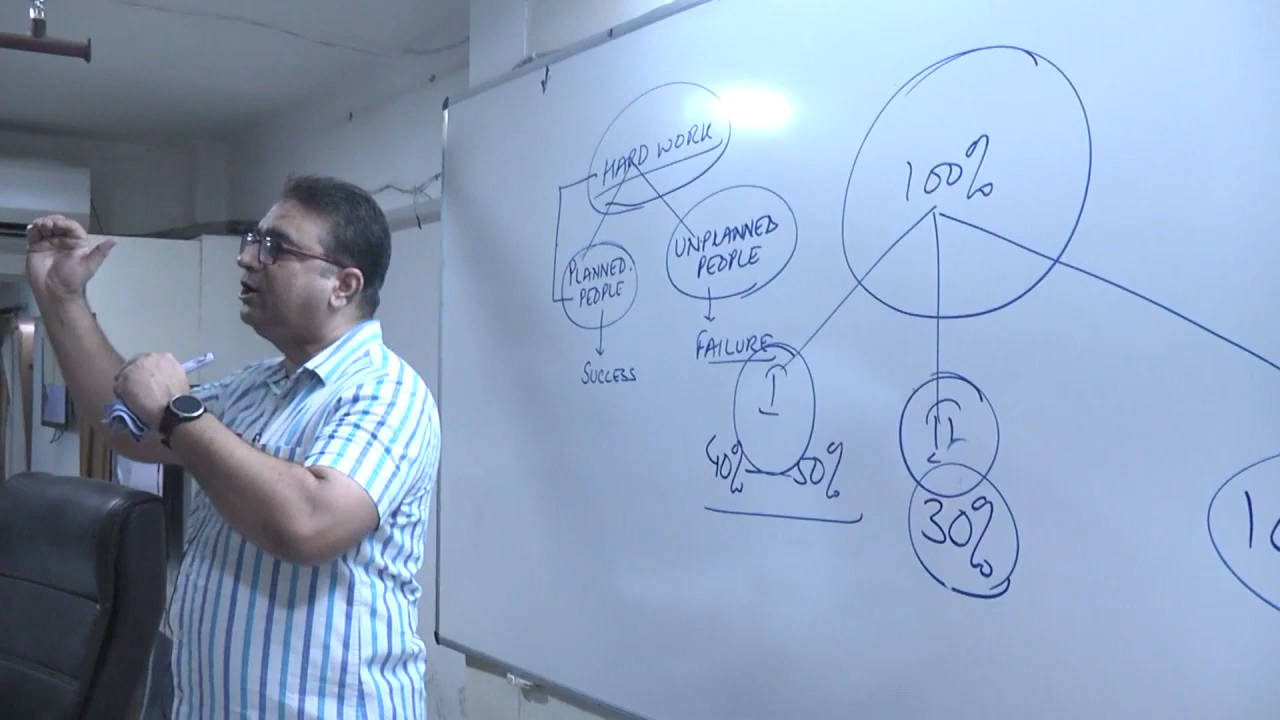 HARD WORK
PLANNED.
PEOPLE
SUCCESS
UNPLANNED
PEOPLE
FAILURE
100%
I
40% - 50%
II
30%